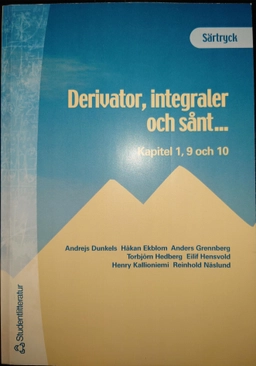 Särtryck
Derivator, integraler
och sånt...
Kapitel 1, 9 och 10
Andrejs Dunkels Håkan Ekblom Anders Grennberg
Torbjörn Hedberg Eilif Hensvold
Henry Kallioniemi Reinhold Näslund
Studentlitteratur